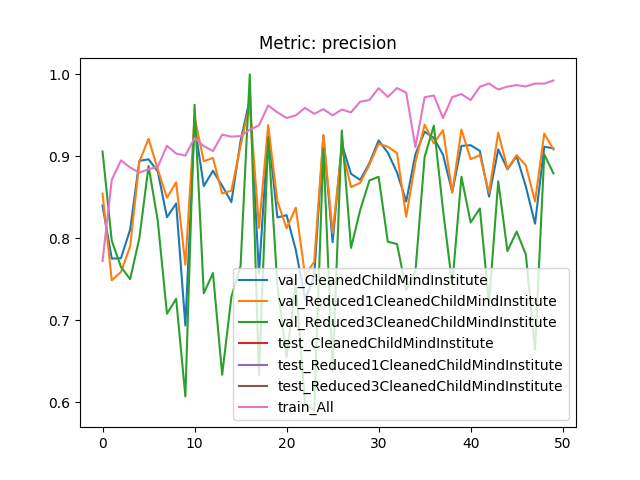 Metric: precision
1.0
0.9
0.8
0.7
0.6
val_CleanedChildMindInstitute
val_Reduced1CleanedChildMindInstitute
val_Reduced3CleanedChildMindInstitute
test_CleanedChildMindInstitute
test_Reduced1CleanedChildMindInstitute
test_Reduced3CleanedChildMindInstitute
train_All
0 10 20 30 40 50